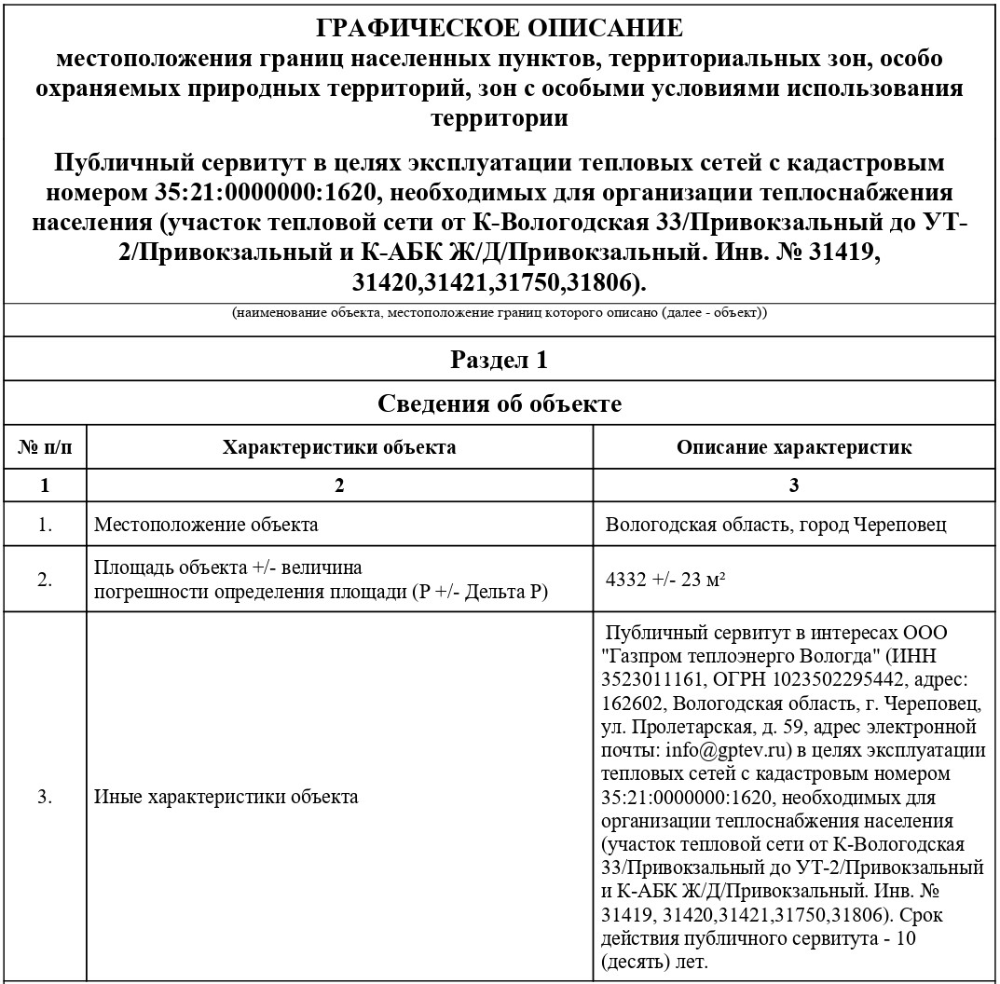 ГРАФИЧЕСКОЕ ОПИСАНИЕ
местоположения границ населенных пунктов, территориальных зон, особо
охраняемых природных территорий, зон с особыми условиями использования
территории
Публичный сервитут в целях эксплуатации тепловых сетей с кадастровым
номером 35:21:0000000:1620, необходимых для организации теплоснабжения
населения (участок тепловой сети от К-Вологодская 33/Привокзальный до УТ-
2/Привокзальный и К-АБК Ж/Д/Привокзальный. Инв. № 31419,
31420,31421,31750,31806).
(наименование объекта, местоположение границ которого описано (далее - объект))
Раздел 1
Сведения об объекте
№ п/п Характеристики объекта Описание характеристик
1 2 3
1. Местоположение объекта Вологодская область, город Череповец
2. Площадь объекта +/- величина
погрешности определения площади (P +/- Дельта P) 4332 +/- 23 м²
3. Иные характеристики объекта
Публичный сервитут в интересах ООО
"Газпром теплоэнерго Вологда" (ИНН
3523011161, ОГРН 1023502295442, адрес:
162602, Вологодская область, г. Череповец,
ул. Пролетарская, д. 59, адрес электронной
почты: info@gptev.ru) в целях эксплуатации
тепловых сетей с кадастровым номером
35:21:0000000:1620, необходимых для
организации теплоснабжения населения
(участок тепловой сети от К-Вологодская
33/Привокзальный до УТ-2/Привокзальный
и К-АБК Ж/Д/Привокзальный. Инв. №
31419, 31420,31421,31750,31806). Срок
действия публичного сервитута - 10
(десять) лет.